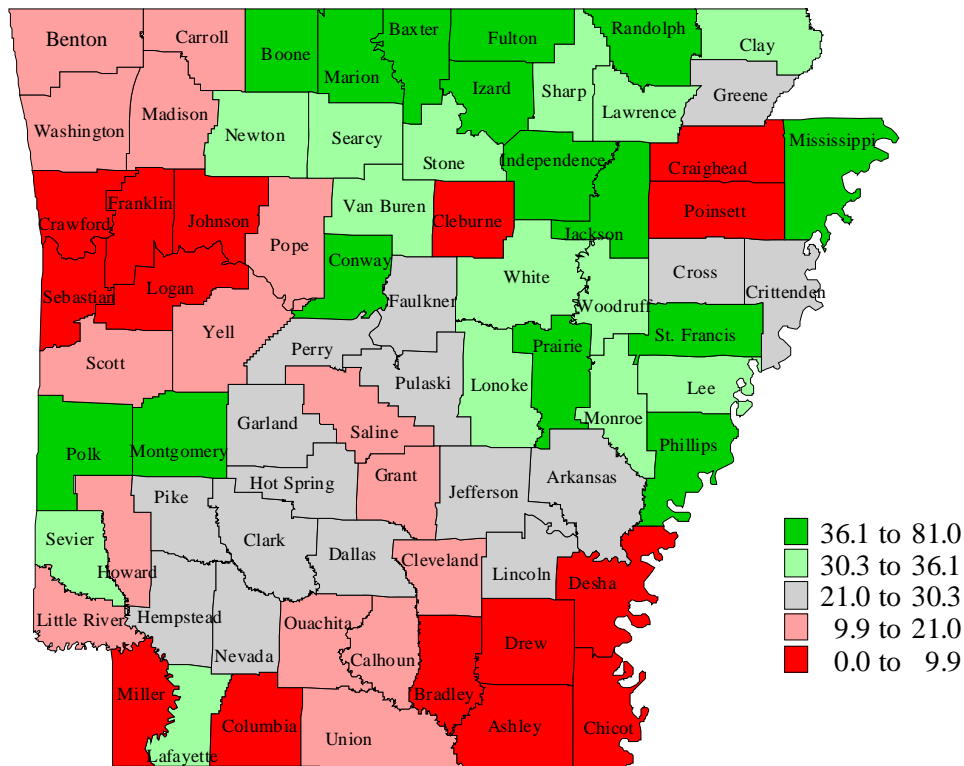 Benton
Carroll
Boone
Marion
Baxter
Fulton
Randolph
Clay
Izard
Sharp
Greene
Washington
Madison
Newton
Searcy
Stone
Lawrence
Independence
Mississippi
Craighead
Crawford
Franklin
Johnson
Pope
Van Buren
Cleburne
Jackson
Poinsett
Conway
White
Cross
Crittenden
Sebastian
Logan
Faulkner
Woodruff
Yell
Perry
Prairie
St. Francis
Scott
Pulaski
Lonoke
Lee
Garland
Saline
Monroe
Polk
Montgomery
Phillips
Hot Spring
Grant
Jefferson
Arkansas
Pike
Sevier
Clark
Dallas
Cleveland
Lincoln
Howard
Desha
Little River
Hempstead
Ouachita
Drew
Nevada
Calhoun
Miller
Bradley
Columbia
Union
Ashley
Chicot
Lafayette
36.1 to 81.0
30.3 to 36.1
21.0 to 30.3
9.9 to 21.0
0.0 to 9.9